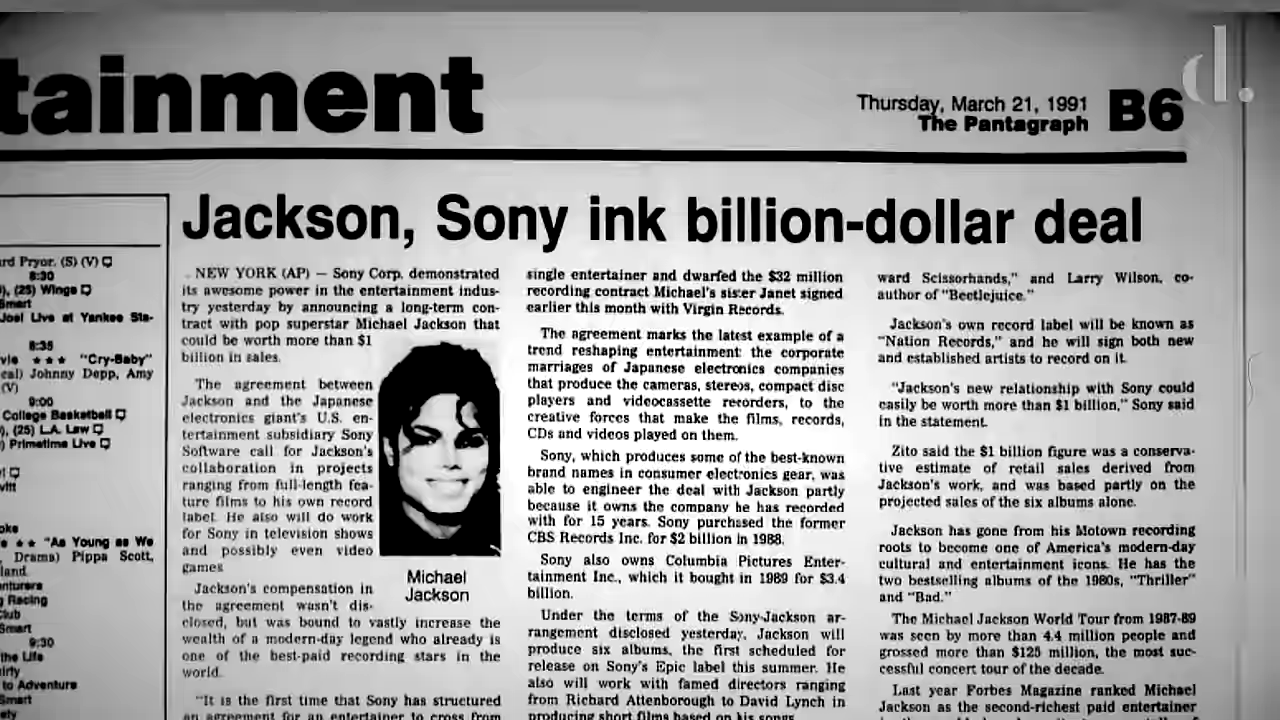 tainment
Thursday, March 21, 1991
The Pantagraph
B6
d.
rd Pryor. (S) (V)
8:30
), (25) Wings
Smart
Joel Live at Yankee Sta-
8:35
vie ★★★ "Cry-Baby"
cal) Johnny Depp, Amy
(V)
9:00
College Basketball
), (25) L.A. Law
) Primetime Live
oke
★★ "As Young as We
Drama) Pippa Scott,
land.
enturers
g Racing
Club
Smart
9:30
the Life
irty
to Adventure
Smart
Jackson, Sony ink billion-dollar deal
NEW YORK (AP) — Sony Corp. demonstrated
its awesome power in the entertainment indus-
try yesterday by announcing a long-term con-
tract with pop superstar Michael Jackson that
could be worth more than $1
billion in sales.
The agreement between
Jackson and the Japanese
electronics giant's U.S. en-
tertainment subsidiary Sony
Software call for Jackson's
collaboration in projects
ranging from full-length fea-
ture films to his own record
label. He also will do work
for Sony in television shows
and possibly even video
games
Jackson's compensation in
the agreement wasn't dis-
closed, but was bound to vastly increase the
wealth of a modern-day legend who already is
one of the best-paid recording stars in the
world.
"It is the first time that Sony has structured
an agreement for an entertainer to cross from
Michael
Jackson
single entertainer and dwarfed the $32 million
recording contract Michael's sister Janet signed
earlier this month with Virgin Records.
The agreement marks the latest example of a
trend reshaping entertainment: the corporate
marriages of Japanese electronics companies
that produce the cameras, stereos, compact disc
players and videocassette recorders, to the
creative forces that make the films, records,
CDs and videos played on them.
Sony, which produces some of the best-known
brand names in consumer electronics gear, was
able to engineer the deal with Jackson partly
because it owns the company he has recorded
with for 15 years. Sony purchased the former
CBS Records Inc. for $2 billion in 1988.
Sony also owns Columbia Pictures Enter-
tainment Inc., which it bought in 1989 for $3.4
billion.
Under the terms of the Sony-Jackson ar-
rangement disclosed yesterday, Jackson will
produce six albums, the first scheduled for
release on Sony's Epic label this summer. He
also will work with famed directors ranging
from Richard Attenborough to David Lynch in
producing short films based on his songs
ward Scissorhands," and Larry Wilson, co-
author of "Beetlejuice."
Jackson's own record label will be known as
"Nation Records," and he will sign both new
and established artists to record on it.
"Jackson's new relationship with Sony could
easily be worth more than $1 billion," Sony said
in the statement.
Zito said the $1 billion figure was a conserva-
tive estimate of retail sales derived from
Jackson's work, and was based partly on the
projected sales of the six albums alone.
Jackson has gone from his Motown recording
roots to become one of America's modern-day
cultural and entertainment icons. He has the
two bestselling albums of the 1980s, "Thriller"
and "Bad."
The Michael Jackson World Tour from 1987-89
was seen by more than 4.4 million people and
grossed more than $125 million, the most suc-
cessful concert tour of the decade.
Last year Forbes Magazine ranked Michael
Jackson as the second-richest paid entertainer